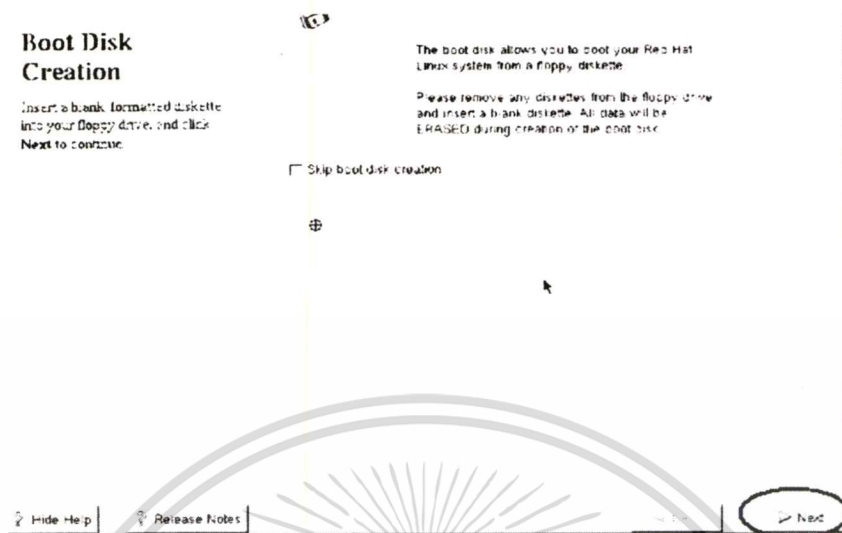 Boot Disk
Creation
Insert a blank formatted diskette
into your floppy drive, and click
Next to continue
The boot disk allows you to boot your Red Hat
Linux system from a floppy diskette
Please remove any diskettes from the floppy drive
and insert a blank diskette. All data will be
ERASED during creation of the boot disk
Skip boot disk creation
Hide Help
Release Notes
Next